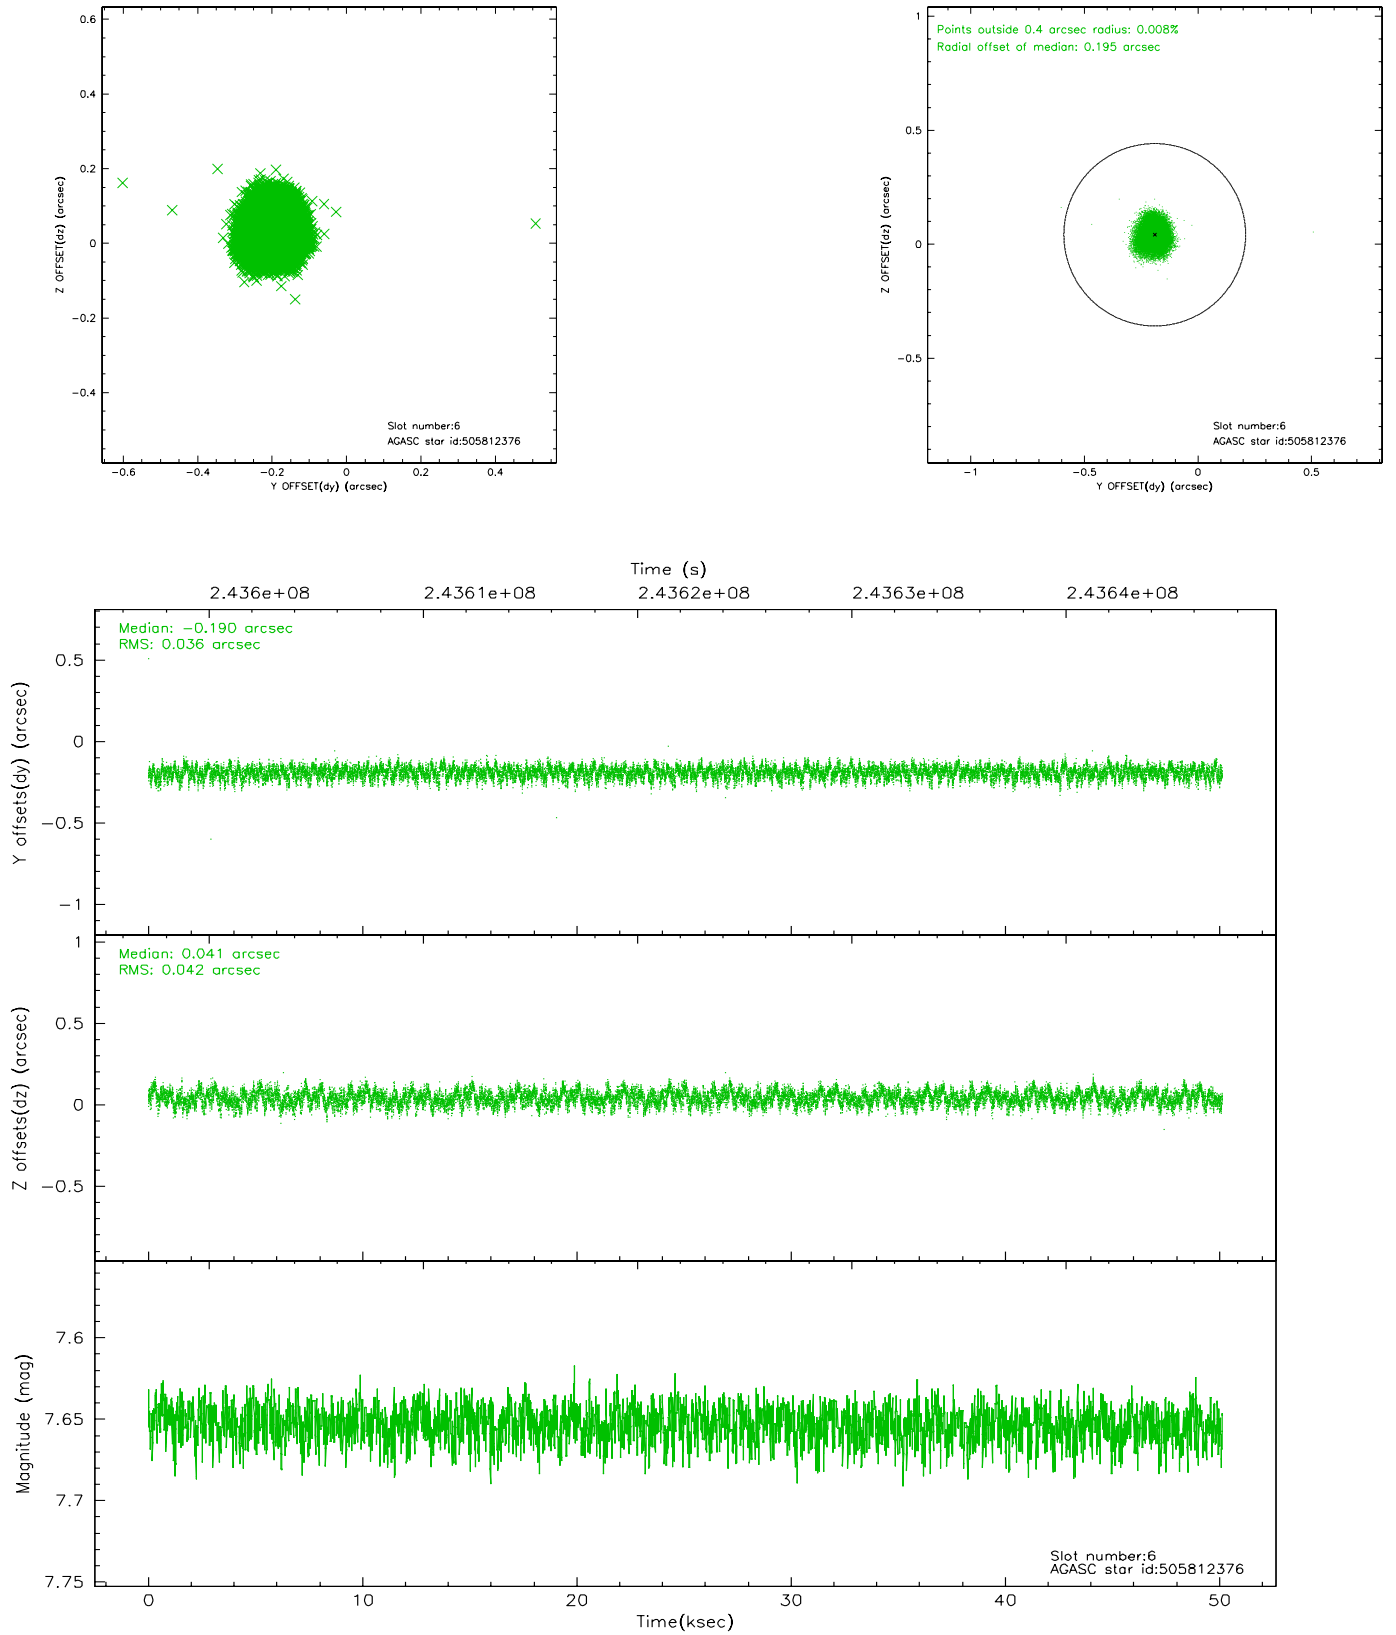 0.6
0.4
0.2
0
−0.2
−0.4
Z OFFSET(dz) (arcsec)
−0.6
−0.4
−0.2
0
0.2
0.4
Y OFFSET(dy) (arcsec)
Slot number:6
AGASC star id:505812376
Points outside 0.4 arcsec radius: 0.008%
Radial offset of median: 0.195 arcsec
1
0.5
0
−0.5
Z OFFSET(dz) (arcsec)
−1
−0.5
0
0.5
Y OFFSET(dy) (arcsec)
Slot number:6
AGASC star id:505812376
Time (s)
2.436e+08
2.4361e+08
2.4362e+08
2.4363e+08
2.4364e+08
Median: −0.190 arcsec
RMS: 0.036 arcsec
0.5
0
−0.5
−1
Y offsets(dy) (arcsec)
Median: 0.041 arcsec
RMS: 0.042 arcsec
1
0.5
0
−0.5
Z offsets(dz) (arcsec)
7.6
7.65
7.7
7.75
Magnitude (mag)
Slot number:6
AGASC star id:505812376
0
10
20
30
40
50
Time(ksec)